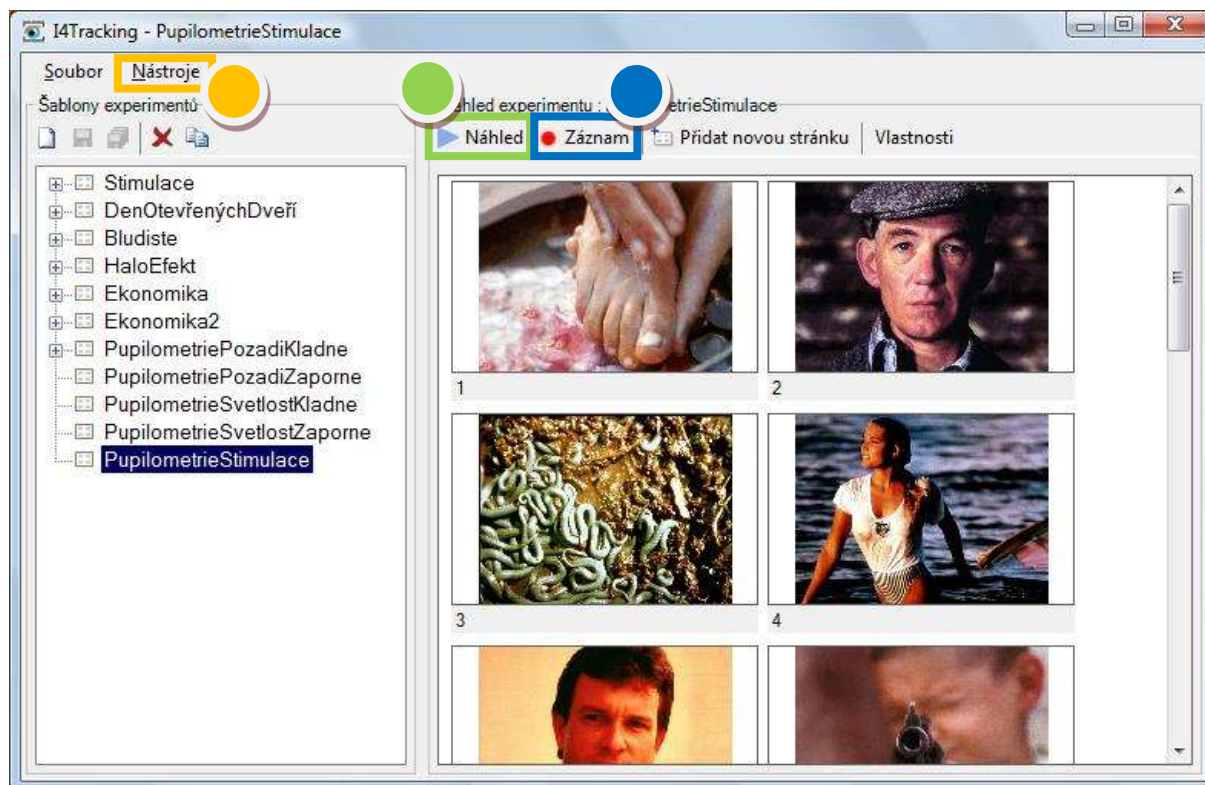 I4Tracking - PupilometrieStimulace
Soubor Nástroje
Šablony experimentů
hled experimentu : etrieStimulace
Náhled Záznam Přidat novou stránku Vlastnosti
Stimulace
DenOtevřenýchDveří
Bludiste
HaloEfekt
Ekonomika
Ekonomika2
PupilometriePozadiKladne
PupilometriePozadiZaporne
PupilometrieSvetlostKladne
PupilometrieSvetlostZaporne
PupilometrieStimulace
1 2
3 4